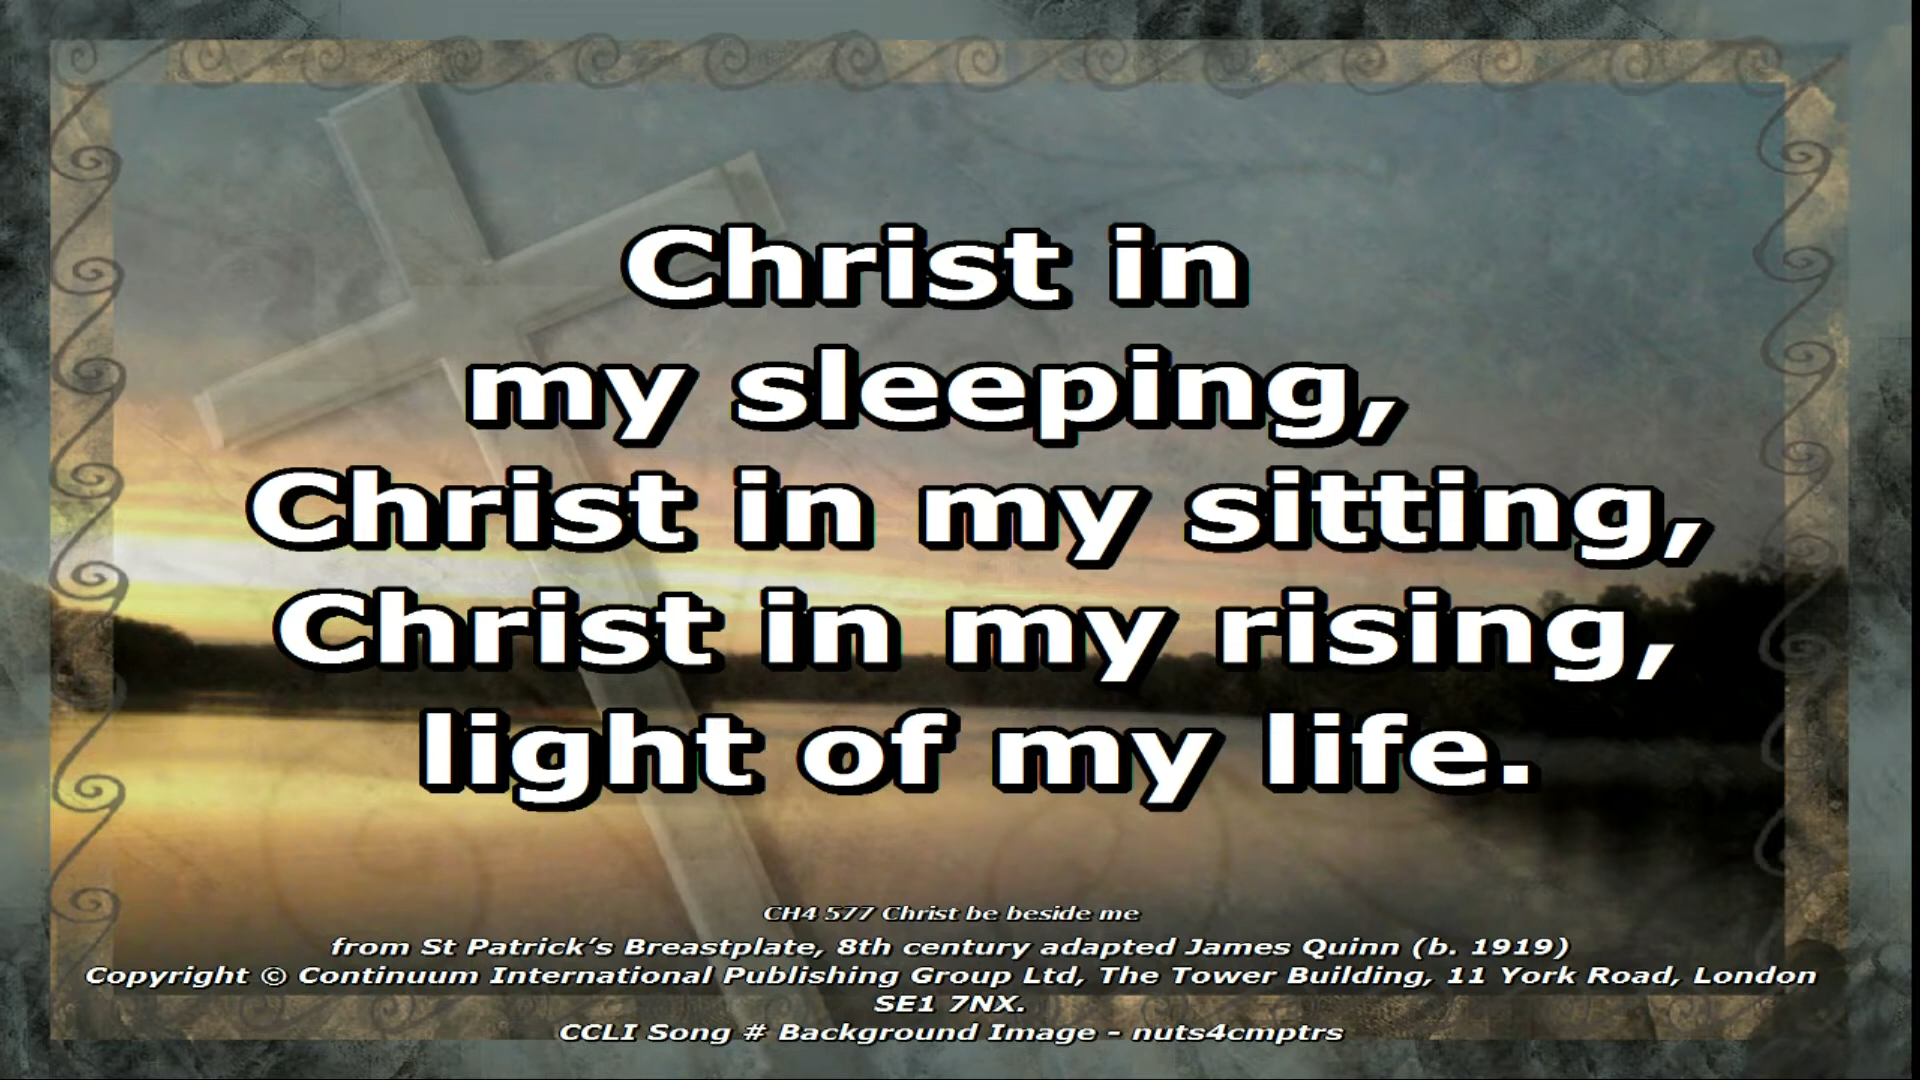 Christ in
my sleeping,
Christ in my sitting,
Christ in my rising,
light of my life.
CH4 577 Christ be beside me
from St Patrick’s Breastplate, 8th century adapted James Quinn (b. 1919)
Copyright © Continuum International Publishing Group Ltd, The Tower Building, 11 York Road, London
SE1 7NX.
CCLI Song # Background Image - nuts4cmptrs